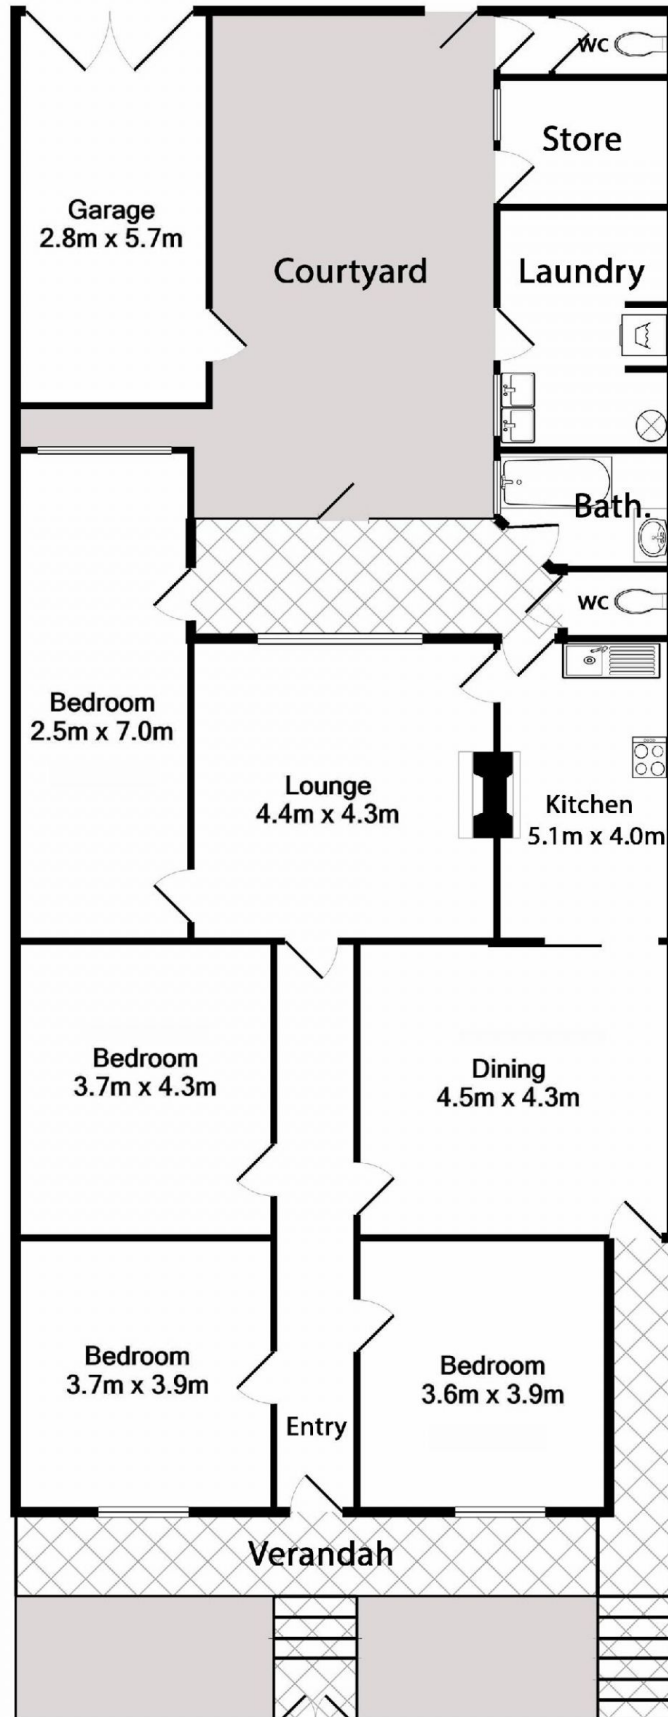 WC
Store
Garage
2.8m x 5.7m
Courtyard
Laundry
Bath.
WC
Bedroom
2.5m x 7.0m
Lounge
4.4m x 4.3m
Kitchen
5.1m x 4.0m
Bedroom
3.7m x 4.3m
Dining
4.5m x 4.3m
Bedroom
3.7m x 3.9m
Bedroom
3.6m x 3.9m
Entry
Verandah